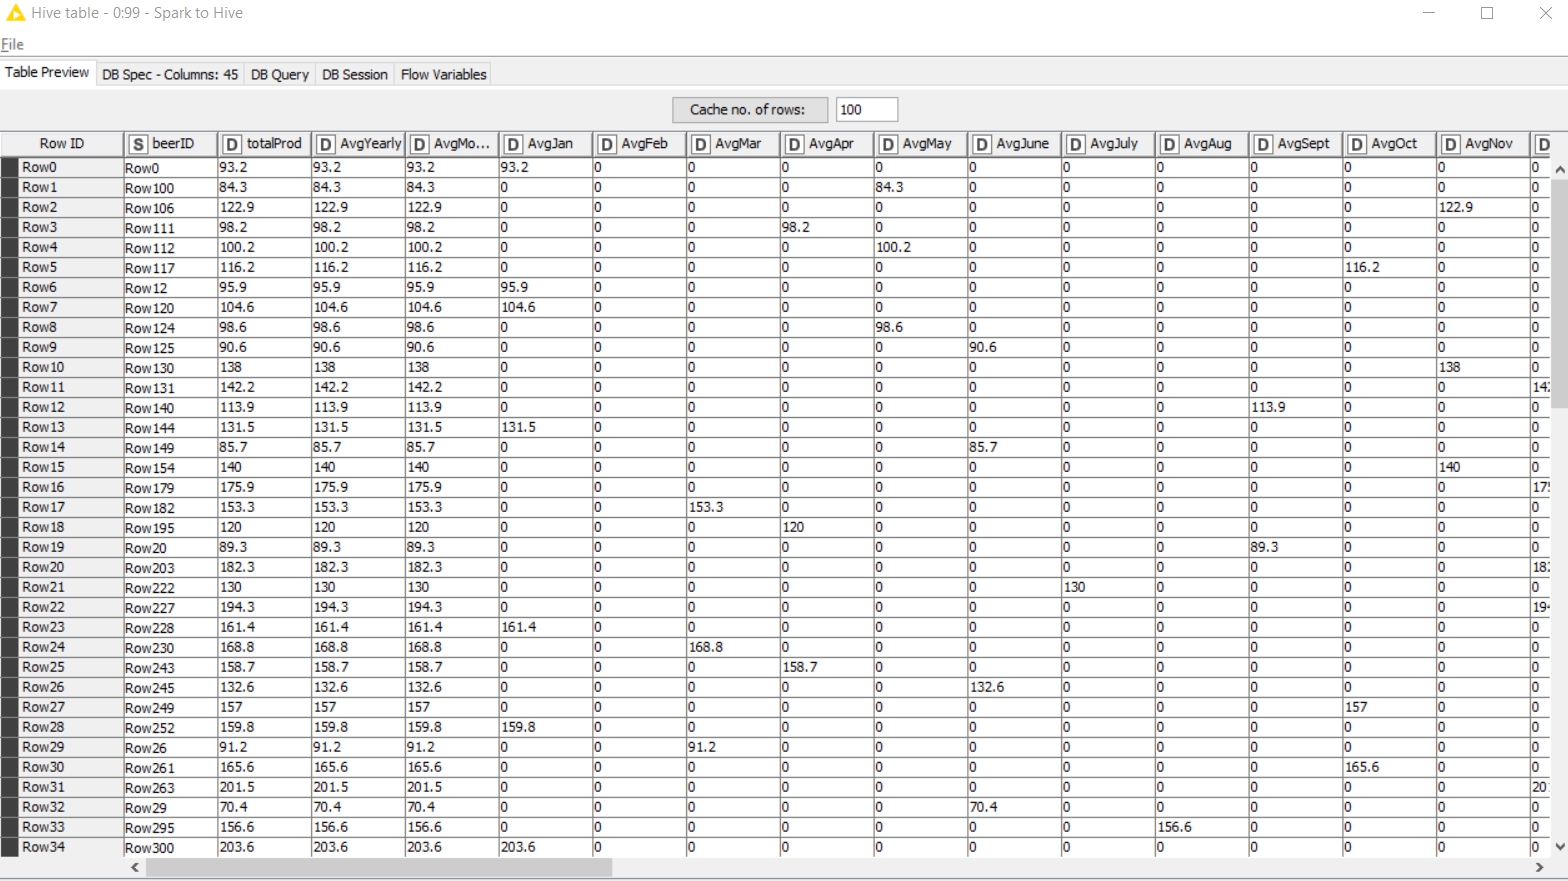 Hive table - 0:99 - Spark to Hive
File
Table Preview DB Spec - Columns: 45 DB Query DB Session Flow Variables
Cache no. of rows: 100
Row ID S beerID D totalProd D AvgYearly D AvgMo... D AvgJan D AvgFeb D AvgMar D AvgApr D AvgMay D AvgJune D AvgJuly D AvgAug D AvgSept D AvgOct D AvgNov D
Row0 Row0 93.2 93.2 93.2 93.2 0 0 0 0 0 0 0 0 0 0 0
Row1 Row100 84.3 84.3 84.3 0 0 0 0 84.3 0 0 0 0 0 0 0
Row2 Row106 122.9 122.9 122.9 0 0 0 0 0 0 0 0 0 0 122.9 0
Row3 Row111 98.2 98.2 98.2 0 0 0 98.2 0 0 0 0 0 0 0 0
Row4 Row112 100.2 100.2 100.2 0 0 0 0 100.2 0 0 0 0 0 0 0
Row5 Row117 116.2 116.2 116.2 0 0 0 0 0 0 0 0 0 116.2 0 0
Row6 Row12 95.9 95.9 95.9 95.9 0 0 0 0 0 0 0 0 0 0 0
Row7 Row120 104.6 104.6 104.6 104.6 0 0 0 0 0 0 0 0 0 0 0
Row8 Row124 98.6 98.6 98.6 0 0 0 0 98.6 0 0 0 0 0 0 0
Row9 Row125 90.6 90.6 90.6 0 0 0 0 0 90.6 0 0 0 0 0 0
Row10 Row130 138 138 138 0 0 0 0 0 0 0 0 0 0 138 0
Row11 Row131 142.2 142.2 142.2 0 0 0 0 0 0 0 0 0 0 0
Row12 Row140 113.9 113.9 113.9 0 0 0 0 0 0 0 0 113.9 0 0 0
Row13 Row144 131.5 131.5 131.5 131.5 0 0 0 0 0 0 0 0 0 0 0
Row14 Row149 85.7 85.7 85.7 0 0 0 0 0 85.7 0 0 0 0 0 0
Row15 Row154 140 140 140 0 0 0 0 0 0 0 0 0 0 140 0
Row16 Row179 175.9 175.9 175.9 0 0 0 0 0 0 0 0 0 0 0
Row17 Row182 153.3 153.3 153.3 0 0 153.3 0 0 0 0 0 0 0 0 0
Row18 Row195 120 120 120 0 0 0 120 0 0 0 0 0 0 0 0
Row19 Row20 89.3 89.3 89.3 0 0 0 0 0 0 0 0 89.3 0 0 0
Row20 Row203 182.3 182.3 182.3 0 0 0 0 0 0 0 0 0 0 0
Row21 Row222 130 130 130 0 0 0 0 0 0 130 0 0 0 0 0
Row22 Row227 194.3 194.3 194.3 0 0 0 0 0 0 0 0 0 0 0
Row23 Row228 161.4 161.4 161.4 161.4 0 0 0 0 0 0 0 0 0 0 0
Row24 Row230 168.8 168.8 168.8 0 0 168.8 0 0 0 0 0 0 0 0 0
Row25 Row243 158.7 158.7 158.7 0 0 0 158.7 0 0 0 0 0 0 0 0
Row26 Row245 132.6 132.6 132.6 0 0 0 0 0 132.6 0 0 0 0 0 0
Row27 Row249 157 157 157 0 0 0 0 0 0 0 0 0 157 0 0
Row28 Row252 159.8 159.8 159.8 159.8 0 0 0 0 0 0 0 0 0 0 0
Row29 Row26 91.2 91.2 91.2 0 0 91.2 0 0 0 0 0 0 0 0 0
Row30 Row261 165.6 165.6 165.6 0 0 0 0 0 0 0 0 0 165.6 0 0
Row31 Row263 201.5 201.5 201.5 0 0 0 0 0 0 0 0 0 0 0
Row32 Row29 70.4 70.4 70.4 0 0 0 0 0 70.4 0 0 0 0 0 0
Row33 Row295 156.6 156.6 156.6 0 0 0 0 0 0 0 156.6 0 0 0 0
Row34 Row300 203.6 203.6 203.6 203.6 0 0 0 0 0 0 0 0 0 0 0